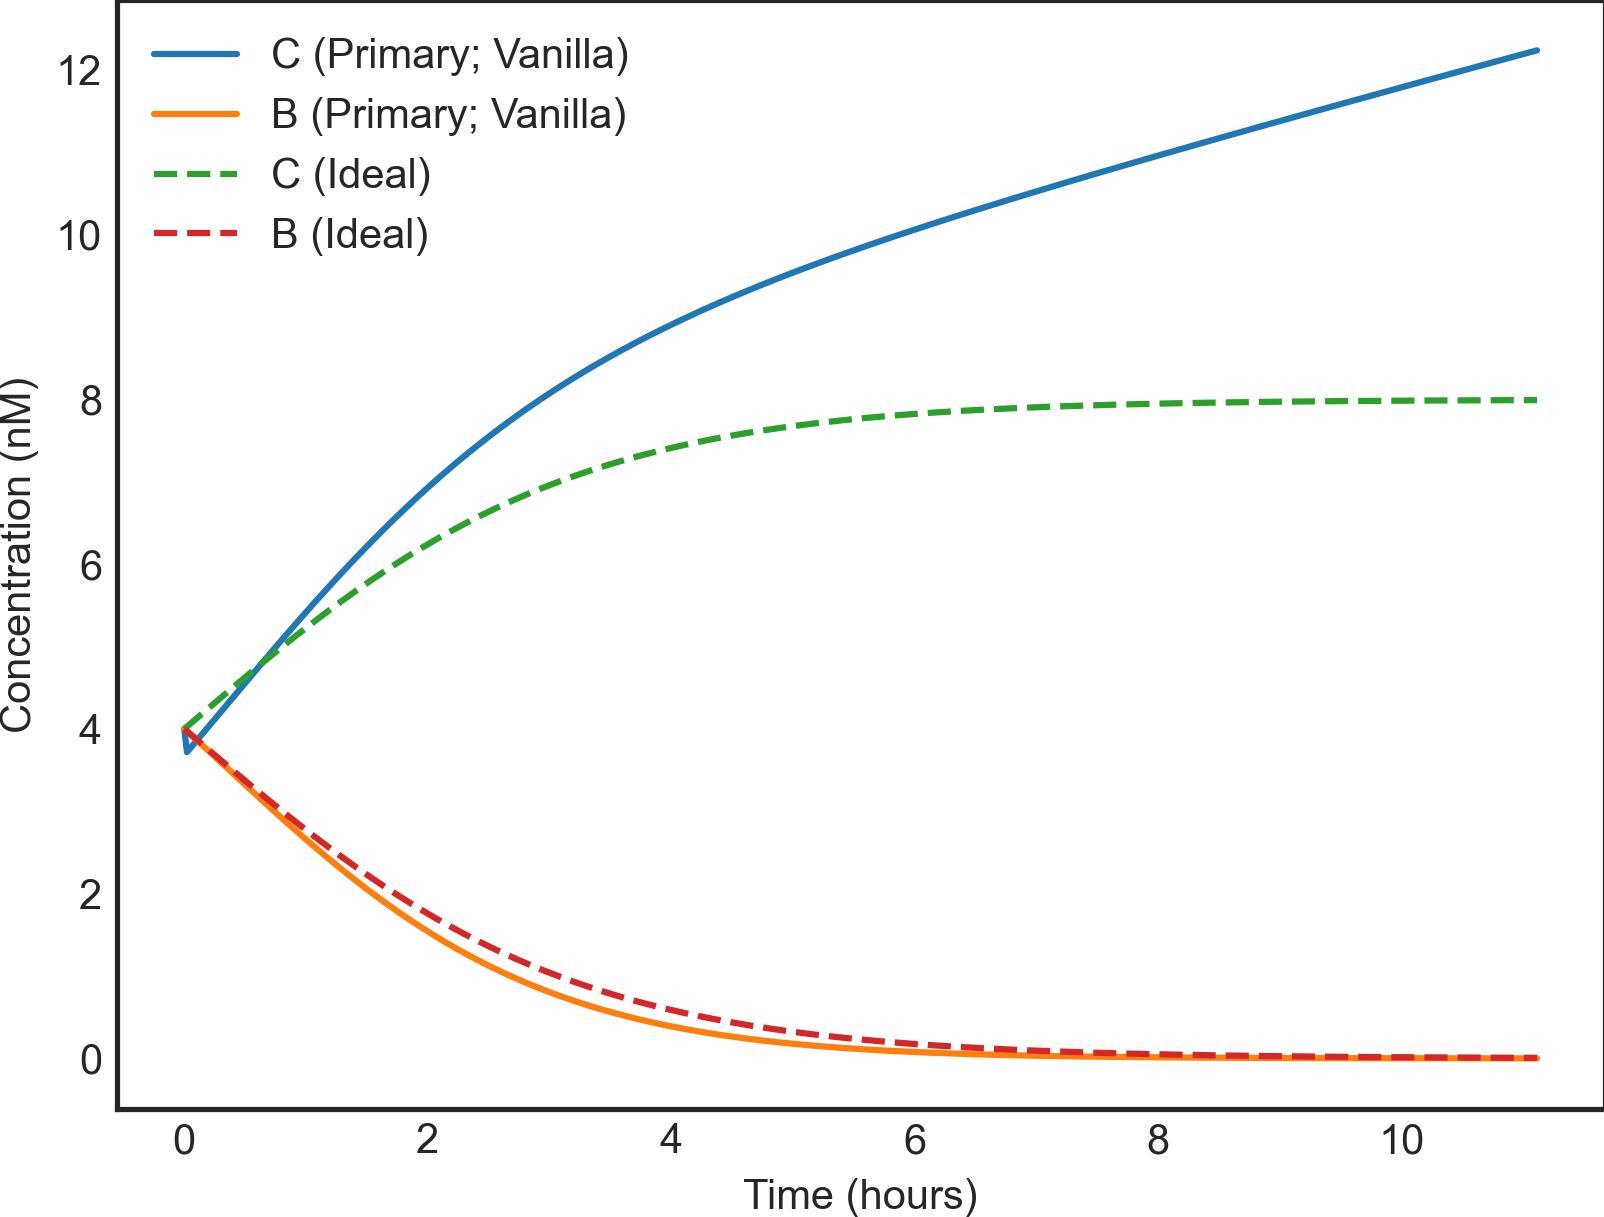 C (Primary; Vanilla)
B (Primary; Vanilla)
C (Ideal)
B (Ideal)
Concentration (nM)
12
10
8
6
4
2
0
0 2 4 6 8 10
Time (hours)